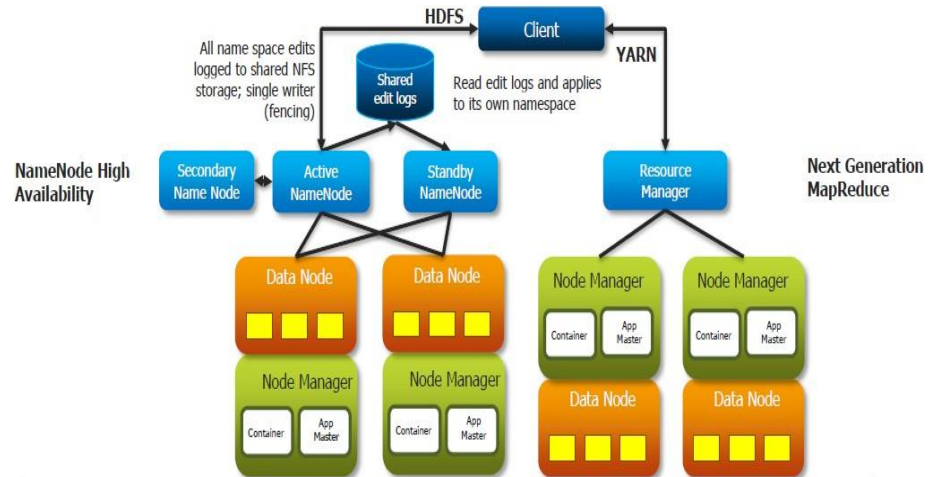 HDFS
Client
YARN
All name space edits
logged to shared NFS
storage; single writer
(fencing)
Shared
edit logs
Read edit logs and applies
to its own namespace
NameNode High
Availability
Secondary
Name Node
Active
NameNode
Standby
NameNode
Resource
Manager
Next Generation
MapReduce
Data Node
Data Node
Node Manager
Container
App
Master
Node Manager
Container
App
Master
Node Manager
Container
App
Master
Node Manager
Container
App
Master
Data Node
Data Node